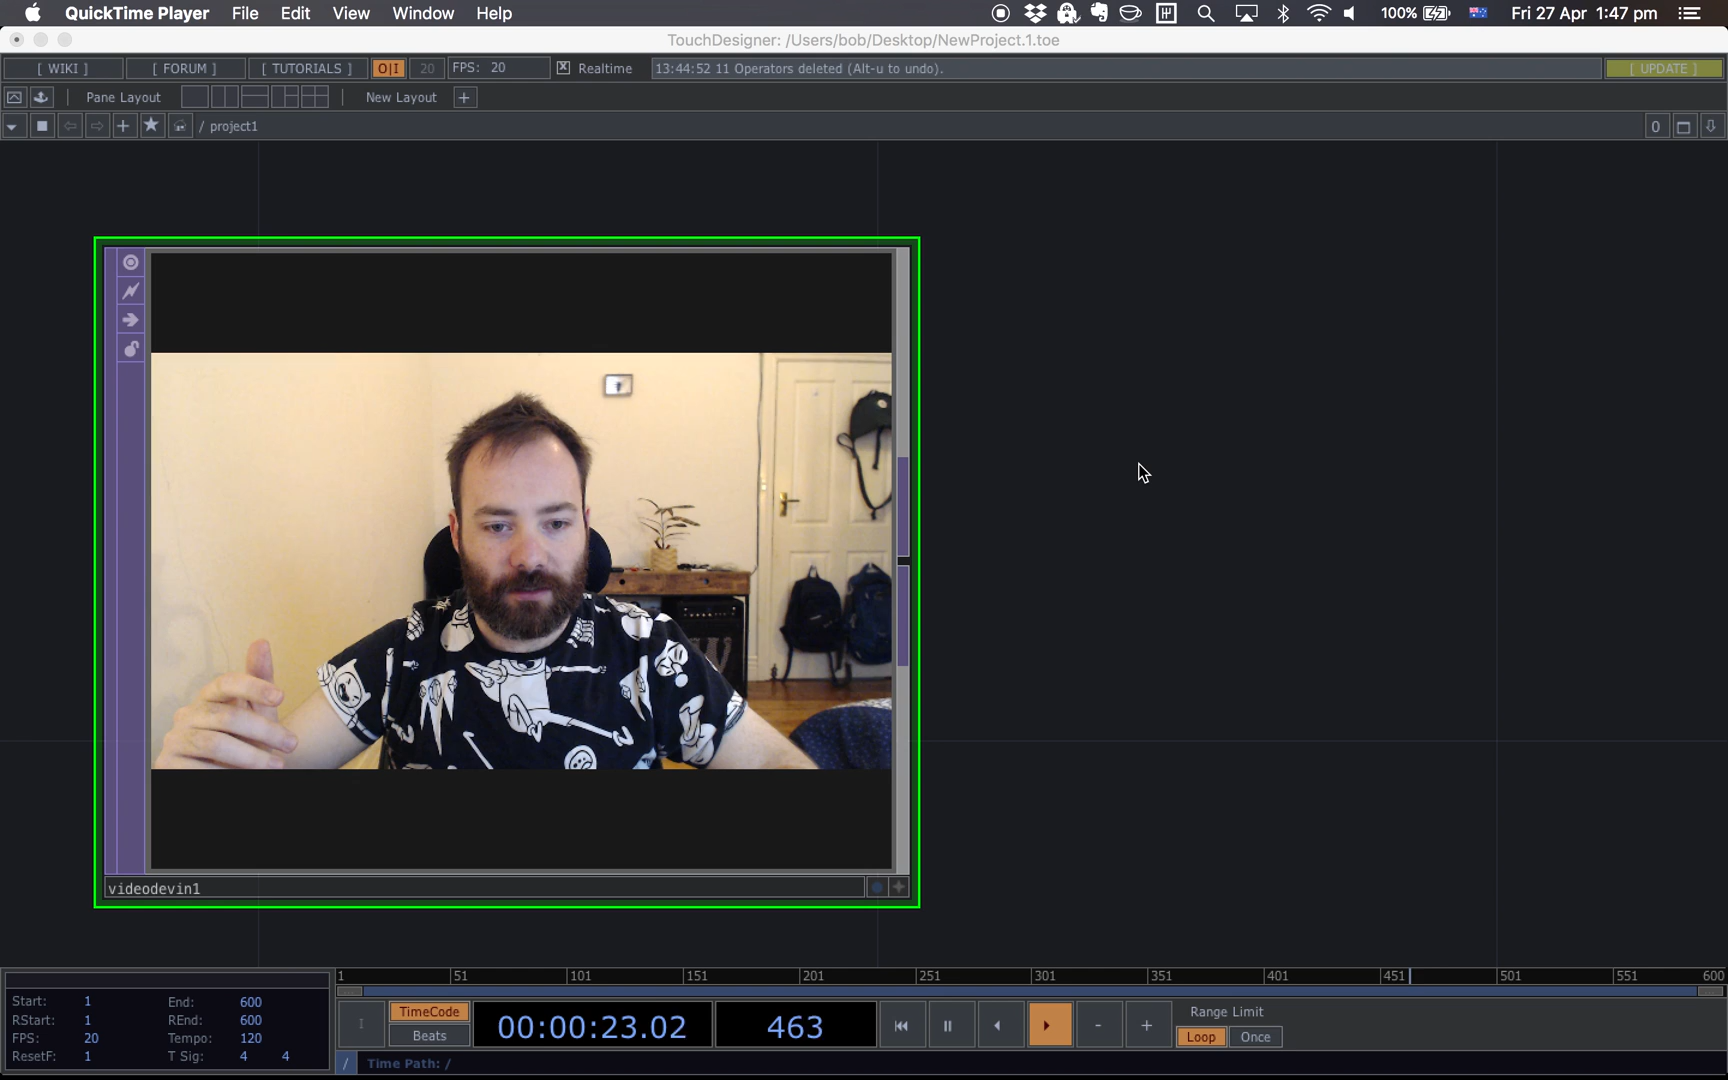 QuickTime Player File Edit View Window Help 100% Fri 27 Apr 1:47 pm
TouchDesigner: /Users/bob/Desktop/NewProject.1.toe
[ WIKI ] [ FORUM ] [ TUTORIALS ] O|I 20 FPS: 20 Realtime 13:44:52 11 Operators deleted (Alt-u to undo). [ UPDATE ]
Pane Layout New Layout +
/ project1 0
videodevin1
1 51 101 151 201 251 301 351 401 451 501 551 600
Start: 1 End: 600
RStart: 1 REnd: 600
FPS: 20 Tempo: 120
ResetF: 1 T Sig: 4 4
TimeCode
Beats
00:00:23.02 463
- +
Range Limit
Loop Once
/ Time Path: /